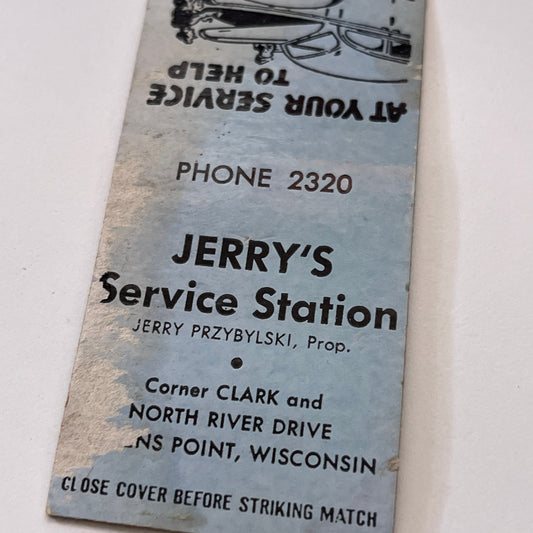 AT YOUR SERVICE
TO HELP
PHONE 2320
JERRY'S
Service Station
JERRY PRZYBYLSKI, Prop.
•
Corner CLARK and
NORTH RIVER DRIVE
ENS POINT, WISCONSIN
CLOSE COVER BEFORE STRIKING MATCH